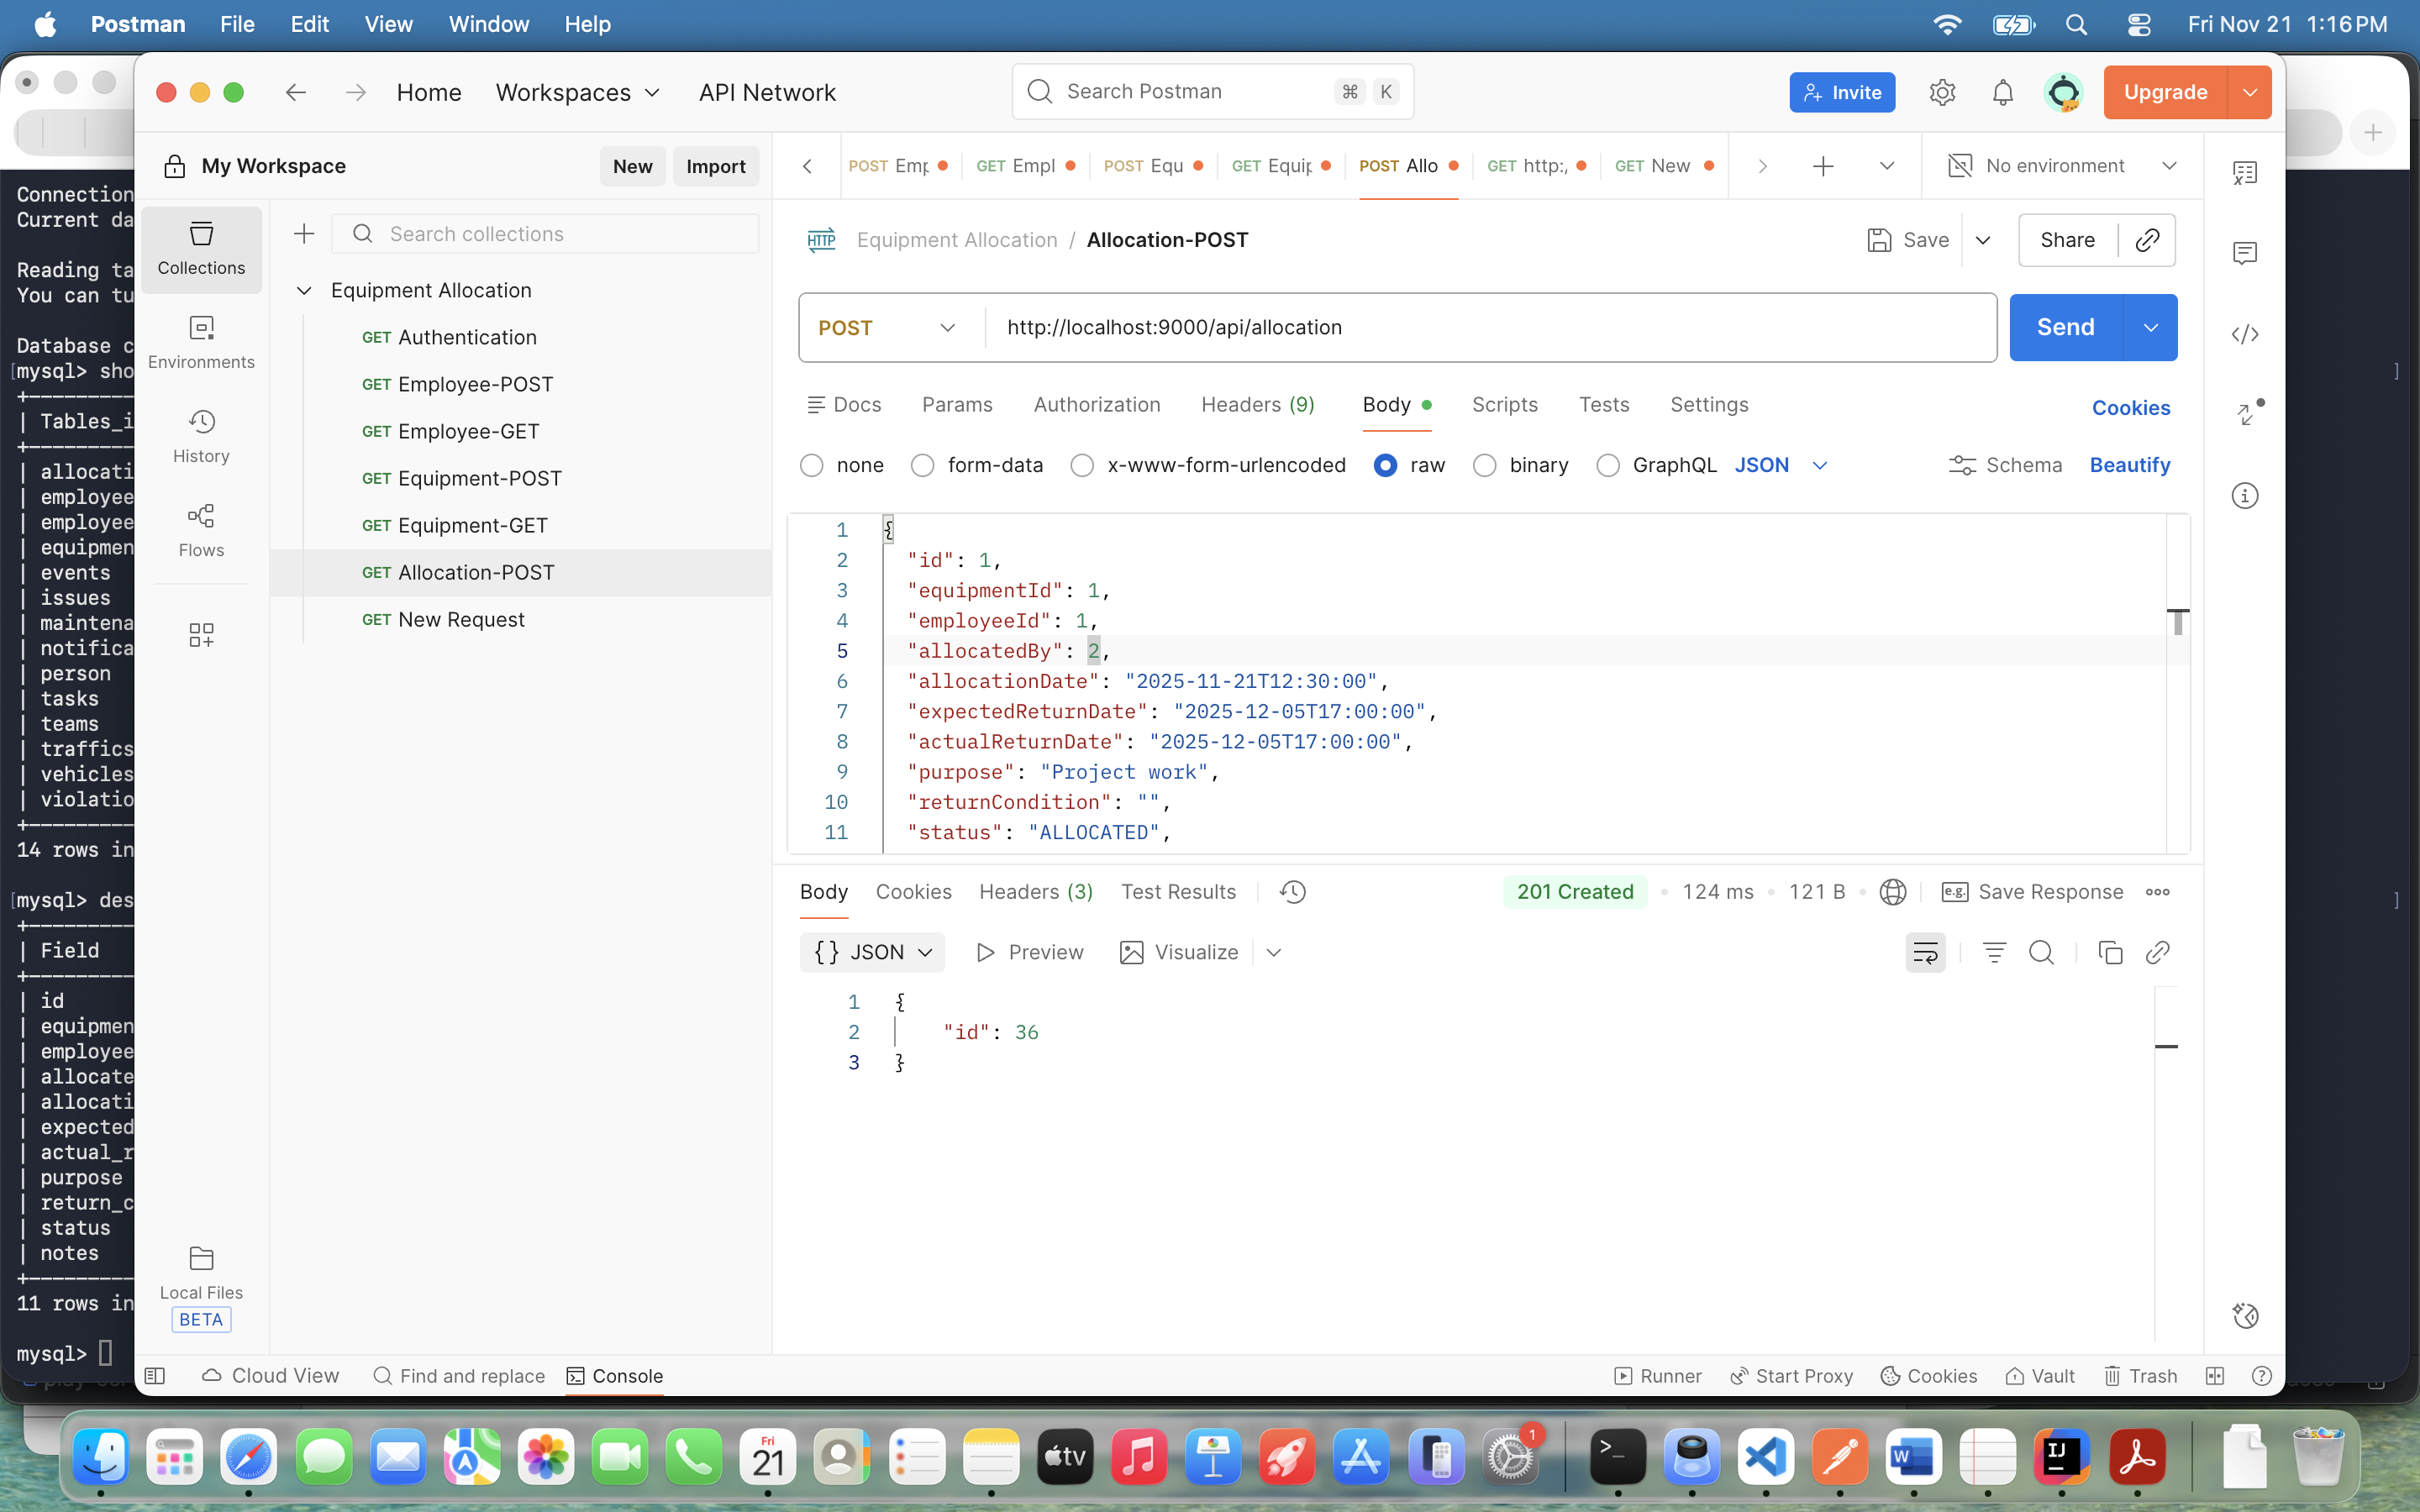 Postman File Edit View Window Help Fri Nov 21 1:16 PM
Home Workspaces API Network Search Postman ⌘ K Invite Upgrade
My Workspace New Import
POST Emp GET Empl POST Equ GET Equip POST Allo GET http:/ GET New No environment
Collections
Environments
History
Flows
Local Files
BETA
Search collections
Equipment Allocation
GET Authentication
GET Employee-POST
GET Employee-GET
GET Equipment-POST
GET Equipment-GET
GET Allocation-POST
GET New Request
HTTP Equipment Allocation / Allocation-POST Save Share
POST http://localhost:9000/api/allocation Send
Docs Params Authorization Headers (9) Body Scripts Tests Settings Cookies
none form-data x-www-form-urlencoded raw binary GraphQL JSON Schema Beautify
1 {
2 "id": 1,
3 "equipmentId": 1,
4 "employeeId": 1,
5 "allocatedBy": 2,
6 "allocationDate": "2025-11-21T12:30:00",
7 "expectedReturnDate": "2025-12-05T17:00:00",
8 "actualReturnDate": "2025-12-05T17:00:00",
9 "purpose": "Project work",
10 "returnCondition": "",
11 "status": "ALLOCATED",
Body Cookies Headers (3) Test Results 201 Created 124 ms 121 B e.g. Save Response
{} JSON Preview Visualize
1 {
2 "id": 36
3 }
Cloud View Find and replace Console Runner Start Proxy Cookies Vault Trash
Connection
Current da
Reading ta
You can tu
Database c
[mysql> sho ]
+--------
| Tables_i
+--------
| allocati
| employee
| employee
| equipmen
| events
| issues
| maintena
| notifica
| person
| tasks
| teams
| traffics
| vehicles
| violatio
+--------
14 rows in
[mysql> des ]
+--------
| Field
+--------
| id
| equipmen
| employee
| allocate
| allocati
| expected
| actual_r
| purpose
| return_c
| status
| notes
+--------
11 rows in
mysql>
Fri
21
tv
1
>_
W
IJ